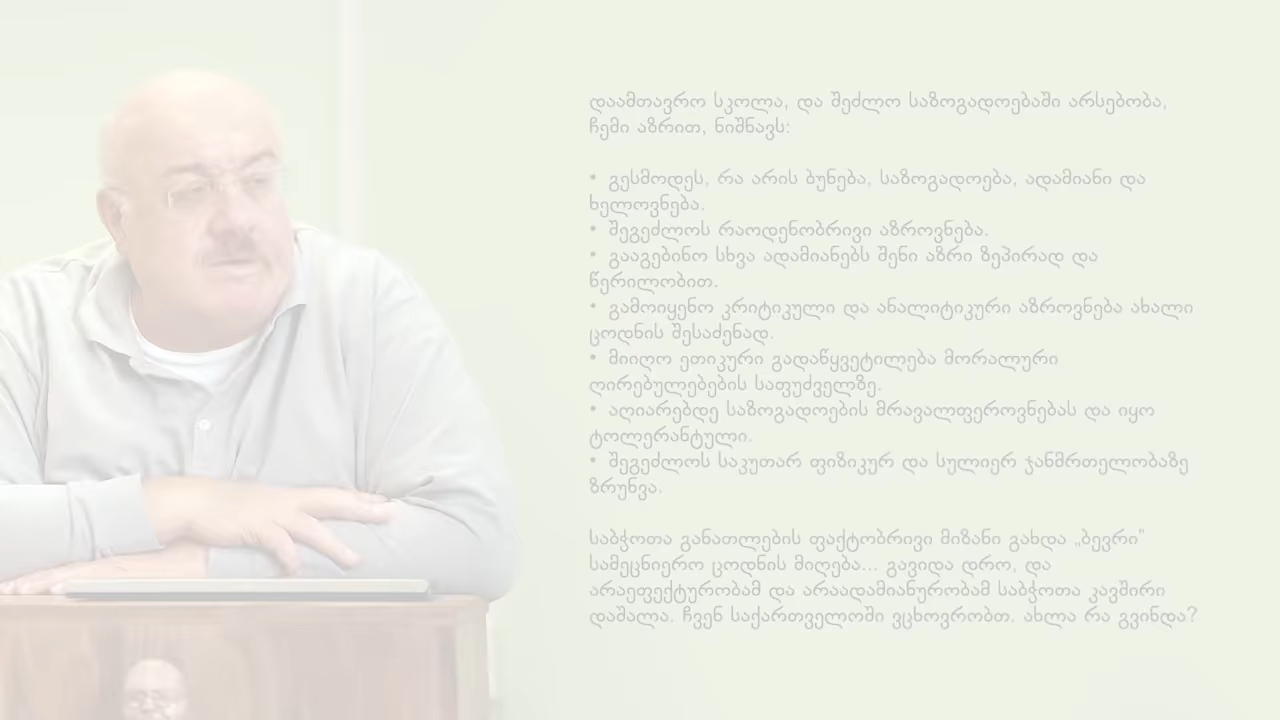 დაამთავრო სკოლა, და შეძლო საზოგადოებაში არსებობა,
ჩემი აზრით, ნიშნავს:
• გესმოდეს, რა არის ბუნება, საზოგადოება, ადამიანი და
ხელოვნება.
• შეგეძლოს რაოდენობრივი აზროვნება.
• გააგებინო სხვა ადამიანებს შენი აზრი ზეპირად და
წერილობით.
• გამოიყენო კრიტიკული და ანალიტიკური აზროვნება ახალი
ცოდნის შესაძენად.
• მიიღო ეთიკური გადაწყვეტილება მორალური
ღირებულებების საფუძველზე.
• აღიარებდე საზოგადოების მრავალფეროვნებას და იყო
ტოლერანტული.
• შეგეძლოს საკუთარ ფიზიკურ და სულიერ ჯანმრთელობაზე
ზრუნვა.
საბჭოთა განათლების ფაქტობრივი მიზანი გახდა „ბევრი“
სამეცნიერო ცოდნის მიღება... გავიდა დრო, და
არაეფექტურობამ და არაადამიანურობამ საბჭოთა კავშირი
დაშალა. ჩვენ საქართველოში ვცხოვრობთ. ახლა რა გვინდა?